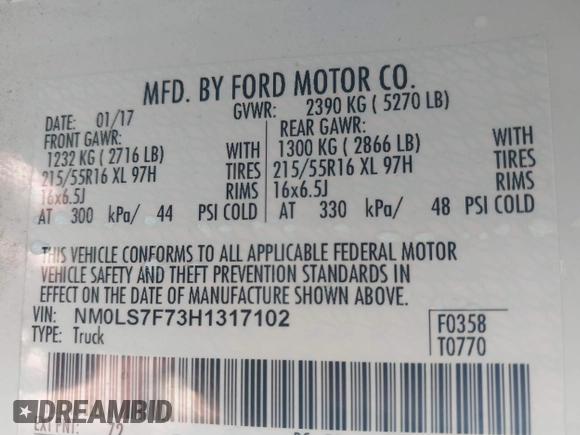 MFD. BY FORD MOTOR CO.
DATE: 01/17 GVWR: 2390 KG ( 5270 LB)
FRONT GAWR: REAR GAWR:
1232 KG ( 2716 LB) WITH 1300 KG ( 2866 LB) WITH
215/55R16 XL 97H TIRES 215/55R16 XL 97H TIRES
16x6.5J RIMS 16x6.5J RIMS
AT 300 kPa/ 44 PSI COLD AT 330 kPa/ 48 PSI COLD
THIS VEHICLE CONFORMS TO ALL APPLICABLE FEDERAL MOTOR
VEHICLE SAFETY AND THEFT PREVENTION STANDARDS IN
EFFECT ON THE DATE OF MANUFACTURE SHOWN ABOVE.
VIN: NM0LS7F73H1317102 F0358
TYPE: Truck T0770
EXT PNT: 72
DREAMBID